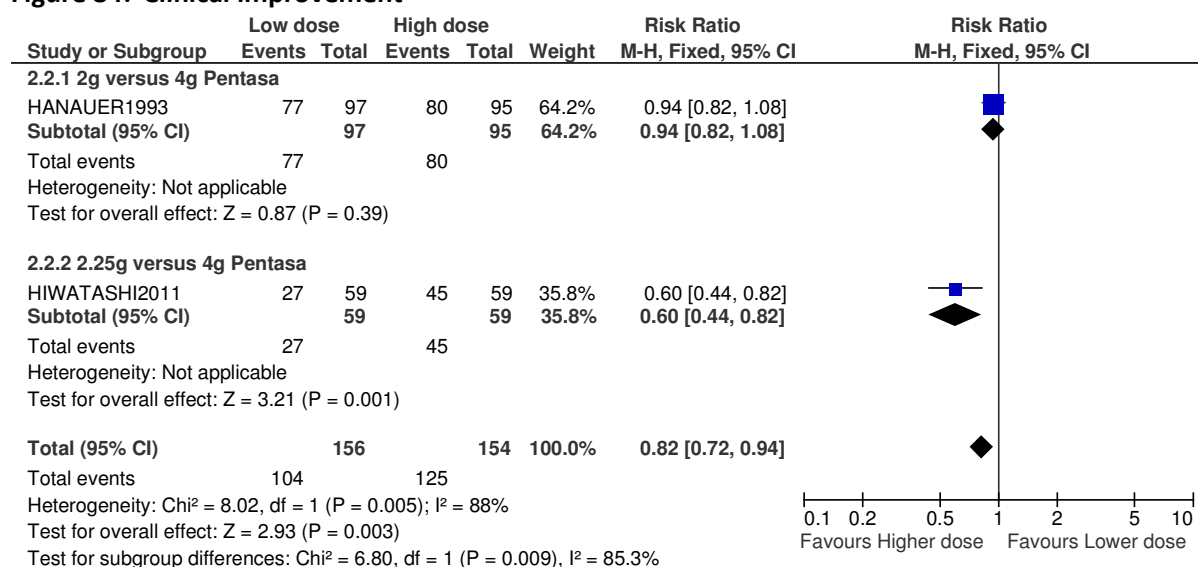 Low dose High dose Risk Ratio Risk Ratio
Study or Subgroup Events Total Events Total Weight M-H, Fixed, 95% CI M-H, Fixed, 95% CI
2.2.1 2g versus 4g Pentasa
HANAUER1993 77 97 80 95 64.2% 0.94 [0.82, 1.08]
Subtotal (95% CI) 97 95 64.2% 0.94 [0.82, 1.08]
Total events 77 80
Heterogeneity: Not applicable
Test for overall effect: Z = 0.87 (P = 0.39)
2.2.2 2.25g versus 4g Pentasa
HIWATASHI2011 27 59 45 59 35.8% 0.60 [0.44, 0.82]
Subtotal (95% CI) 59 59 35.8% 0.60 [0.44, 0.82]
Total events 27 45
Heterogeneity: Not applicable
Test for overall effect: Z = 3.21 (P = 0.001)
Total (95% CI) 156 154 100.0% 0.82 [0.72, 0.94]
Total events 104 125
Heterogeneity: Chi² = 8.02, df = 1 (P = 0.005); I² = 88%
Test for overall effect: Z = 2.93 (P = 0.003)
Test for subgroup differences: Chi² = 6.80, df = 1 (P = 0.009), I² = 85.3%
0.1 0.2 0.5 1 2 5 10
Favours Higher dose Favours Lower dose